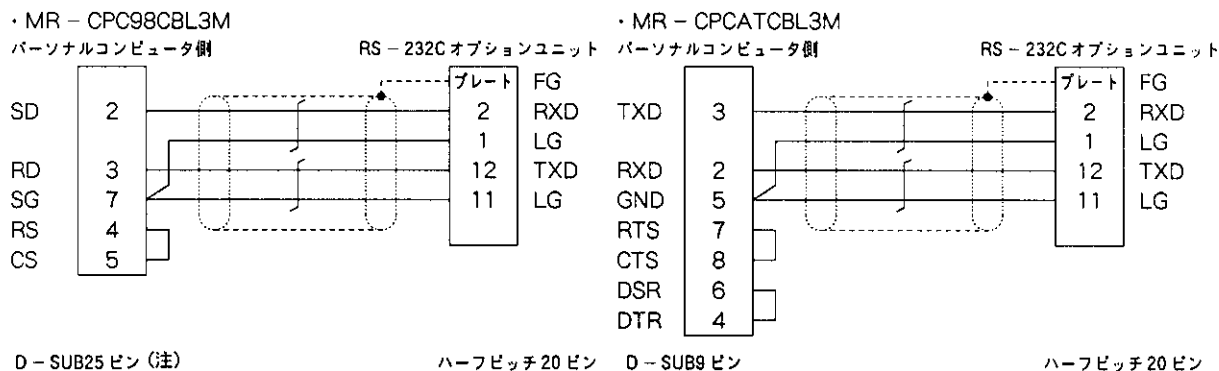 ・MR－CPC98CBL3M
パーソナルコンピュータ側 RS－232Cオプションユニット
プレート FG
SD 2 2 RXD
1 LG
RD 3 12 TXD
SG 7 11 LG
RS 4
CS 5
D－SUB25ピン（注） ハーフピッチ20ピン
・MR－CPCATCBL3M
パーソナルコンピュータ側 RS－232Cオプションユニット
プレート FG
TXD 3 2 RXD
1 LG
RXD 2 12 TXD
GND 5 11 LG
RTS 7
CTS 8
DSR 6
DTR 4
D－SUB9ピン ハーフピッチ20ピン